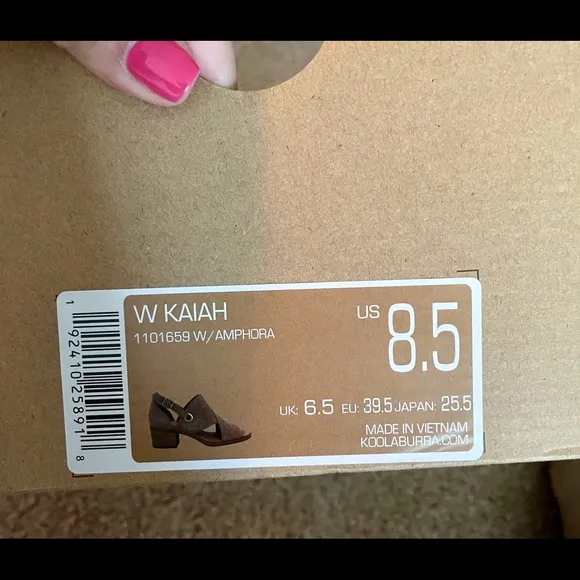 W KAIAH
1101659 W/AMPHORA
US 8.5
UK: 6.5 EU: 39.5 JAPAN: 25.5
MADE IN VIETNAM
KOOLABURRA.COM
1 92410 25891 8